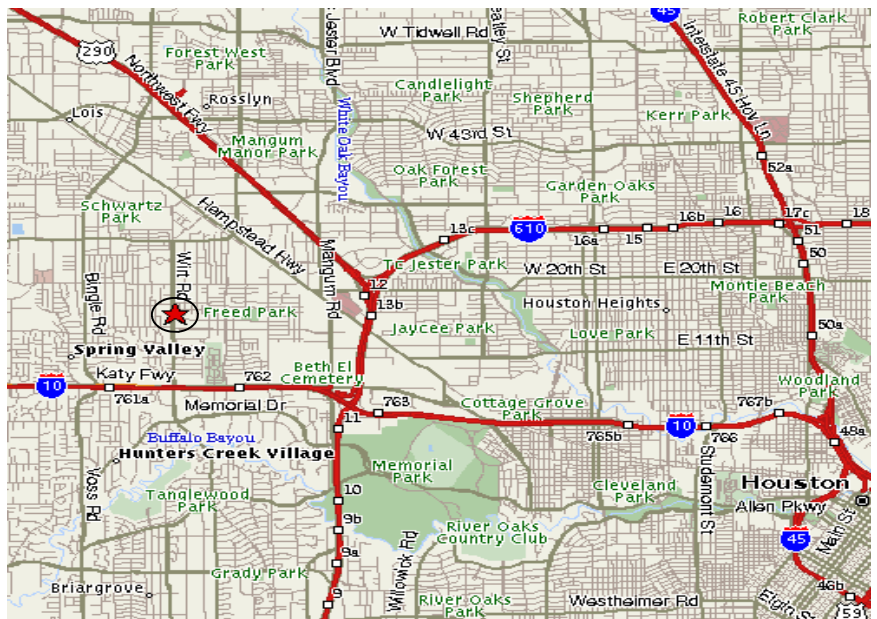 45
Robert Clark
Park
W Tidwell Rd
290
Forest West
Park
Northwest Fwy
Interstate 45 Hov Ln
Candlelight
Park
Shepherd
Park
Rosslyn
Lois
White Oak Bayou
Kerr Park
W 43rd St
Mangum
Manor Park
52a
Oak Forest
Park
Garden Oaks
Park
Schwartz
Park
Hempstead Hwy
13c
610
16a
15
16b
16
17c
18
51
50
Mangum Rd
Tc Jester Park
W 20th St
E 20th St
Bingle Rd
12
13b
Montie Beach
Park
Houston Heights
Freed Park
Jaycee Park
Love Park
E 11th St
50a
Spring Valley
Katy Fwy
Beth El
Cemetery
Woodland
Park
10
761a
762
Memorial Dr
763
Cottage Grove
Park
765b
10
766
767b
48a
11
Buffalo Bayou
Hunters Creek Village
Memorial
Park
Voss Rd
Tanglewood
Park
10
9b
9a
9
Cleveland
Park
Studemont St
Houston
Allen Pkwy
River Oaks
Country Club
45
Main St
Willowick Rd
Grady Park
Briargrove
River Oaks
Park
Westheimer Rd
46b
Elgin St
59